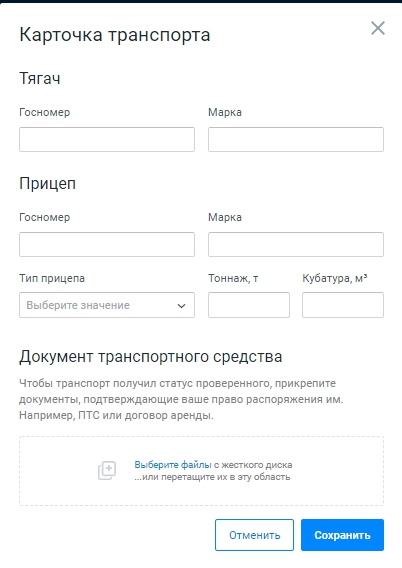 Карточка транспорта
Тягач
Госномер Марка
Прицеп
Госномер Марка
Тип прицепа Тоннаж, т Кубатура, м³
Выберите значение
Документ транспортного средства
Чтобы транспорт получил статус проверенного, прикрепите
документы, подтверждающие ваше право распоряжения им.
Например, ПТС или договор аренды.
Выберите файлы с жесткого диска
...или перетащите их в эту область
Отменить Сохранить